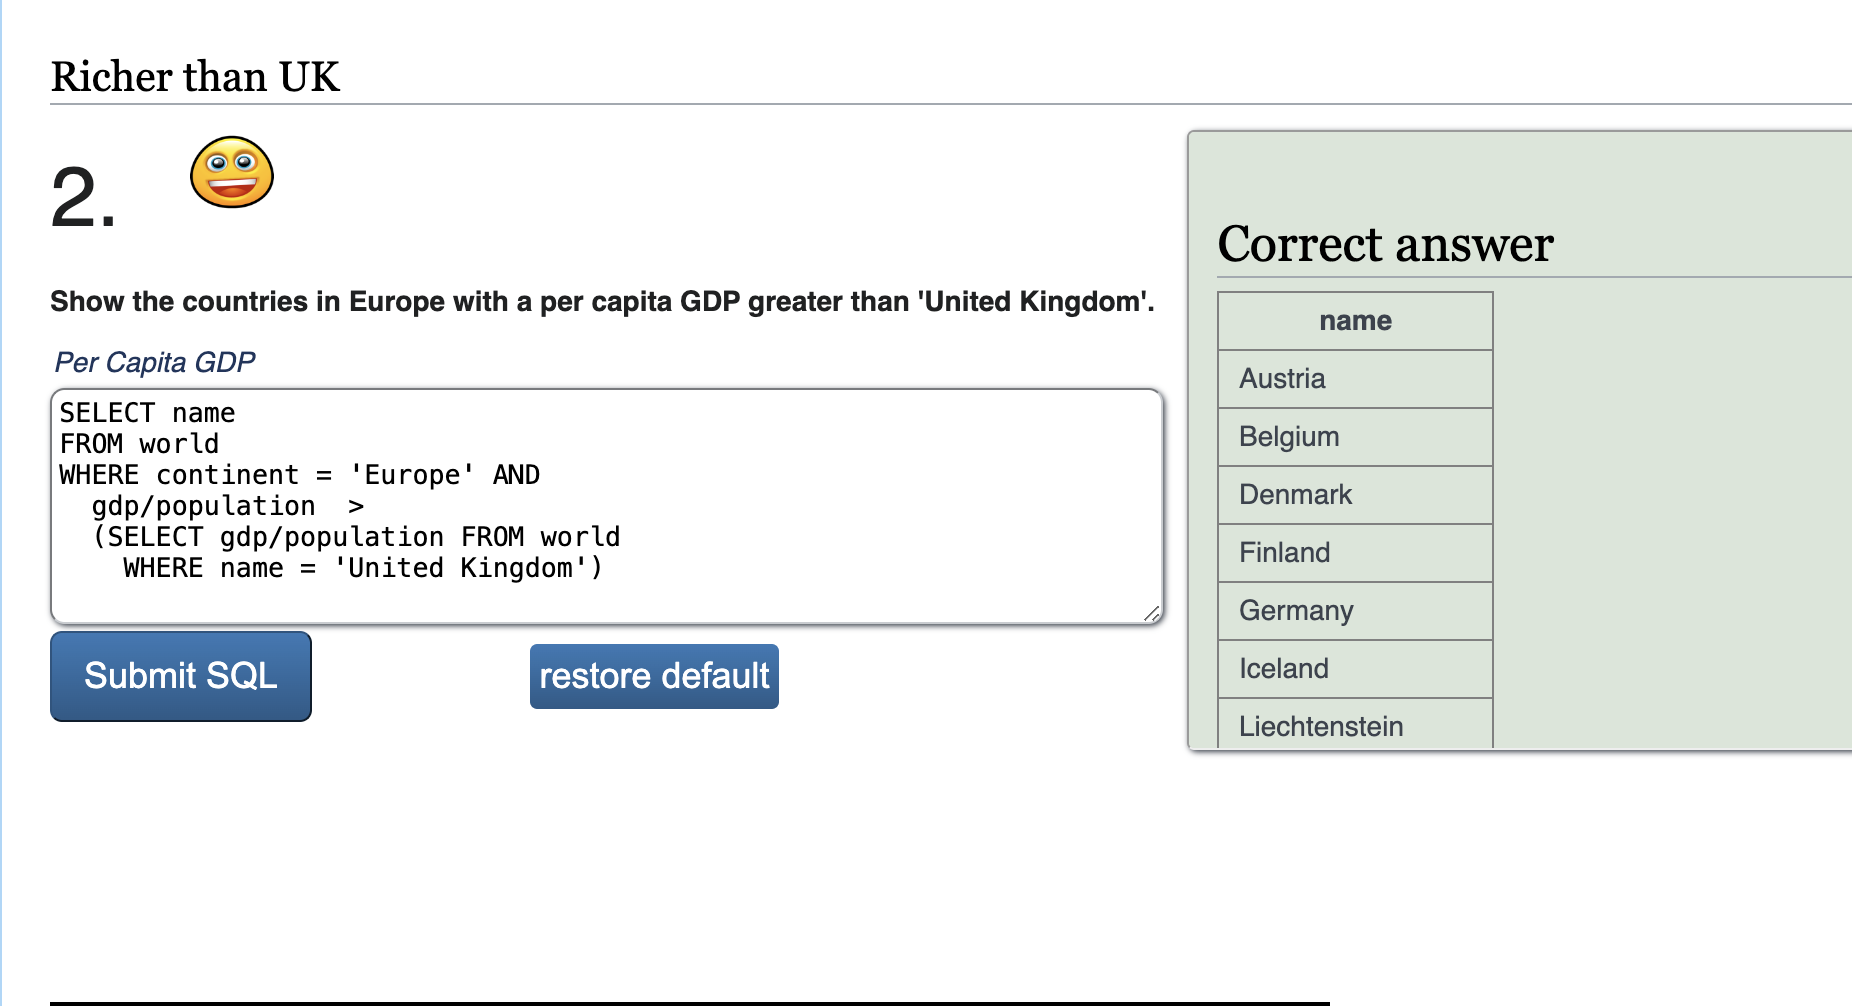 Richer than UK
2.
Show the countries in Europe with a per capita GDP greater than 'United Kingdom'.
Per Capita GDP
SELECT name
FROM world
WHERE continent = 'Europe' AND
  gdp/population  >
  (SELECT gdp/population FROM world
    WHERE name = 'United Kingdom')
Submit SQL
restore default
Correct answer
name
Austria
Belgium
Denmark
Finland
Germany
Iceland
Liechtenstein